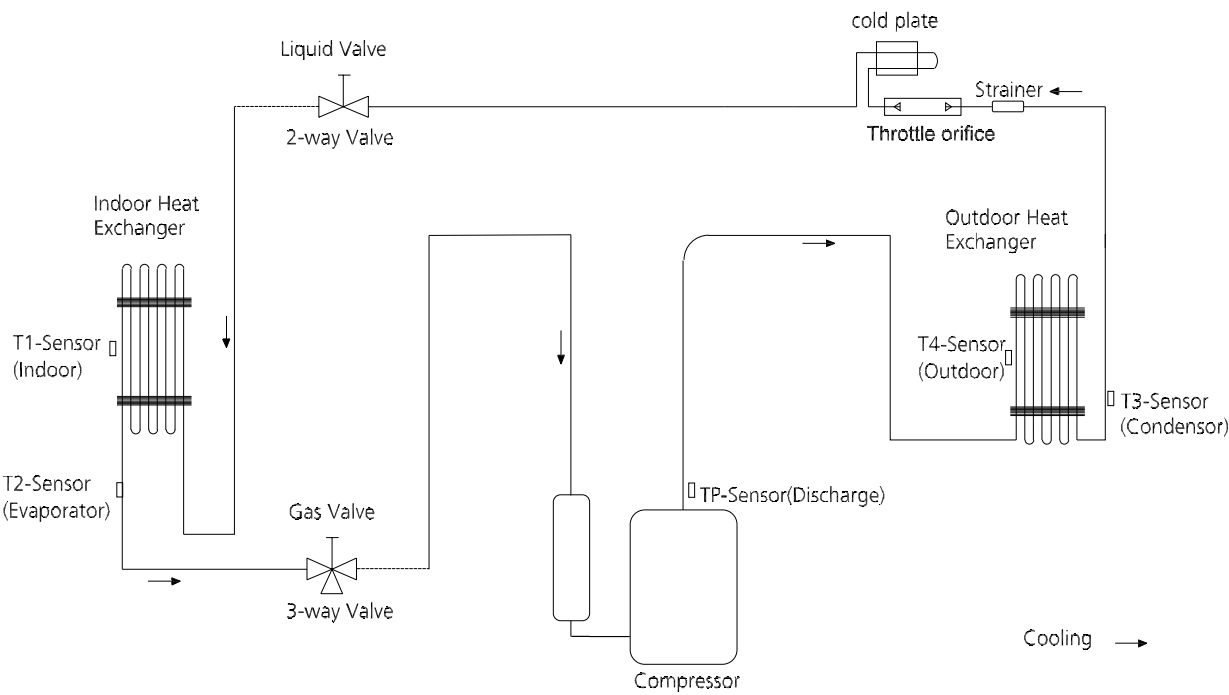 cold plate
Liquid Valve
Strainer
2-way Valve
Throttle orifice
Indoor Heat
Exchanger
Outdoor Heat
Exchanger
T1-Sensor
(Indoor)
T4-Sensor
(Outdoor)
T3-Sensor
(Condensor)
T2-Sensor
(Evaporator)
TP-Sensor(Discharge)
Gas Valve
3-way Valve
Cooling
Compressor